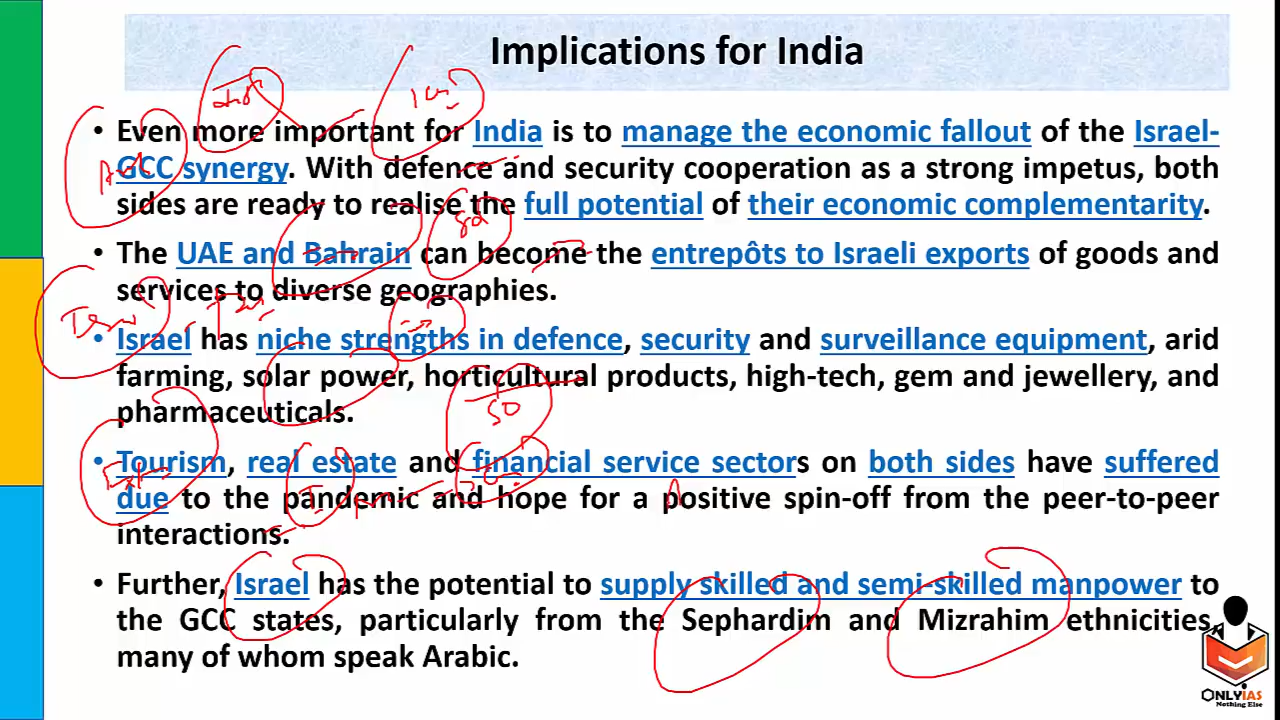 Implications for India
• Even more important for India is to manage the economic fallout of the Israel-
GCC synergy. With defence and security cooperation as a strong impetus, both
sides are ready to realise the full potential of their economic complementarity.
• The UAE and Bahrain can become the entrepôts to Israeli exports of goods and
services to diverse geographies.
• Israel has niche strengths in defence, security and surveillance equipment, arid
farming, solar power, horticultural products, high-tech, gem and jewellery, and
pharmaceuticals.
• Tourism, real estate and financial service sectors on both sides have suffered
due to the pandemic and hope for a positive spin-off from the peer-to-peer
interactions.
• Further, Israel has the potential to supply skilled and semi-skilled manpower to
the GCC states, particularly from the Sephardim and Mizrahim ethnicities,
many of whom speak Arabic.
ONLYIAS
Nothing Else